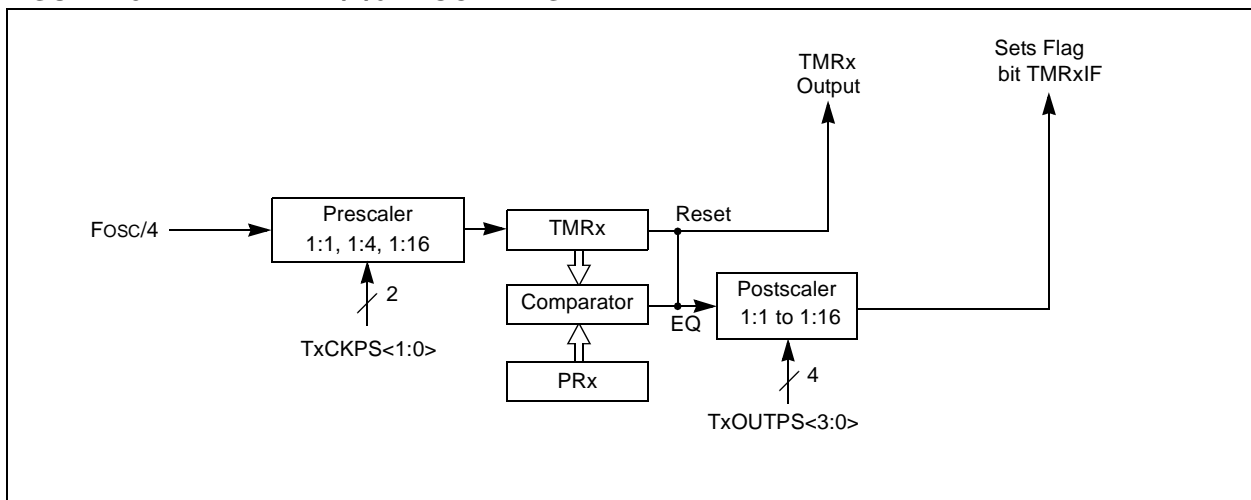 TMRx
Output
Sets Flag
bit TMRxIF
FOSC/4
Prescaler
1:1, 1:4, 1:16
2
TxCKPS<1:0>
TMRx
Reset
Comparator
EQ
PRx
Postscaler
1:1 to 1:16
4
TxOUTPS<3:0>